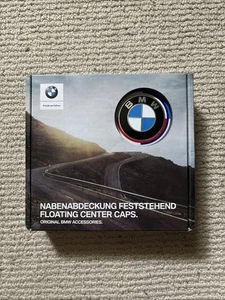 BMW
NABENABDECKUNG FESTSTEHEND
FLOATING CENTER CAPS.
ORIGINAL BMW ACCESSORIES.